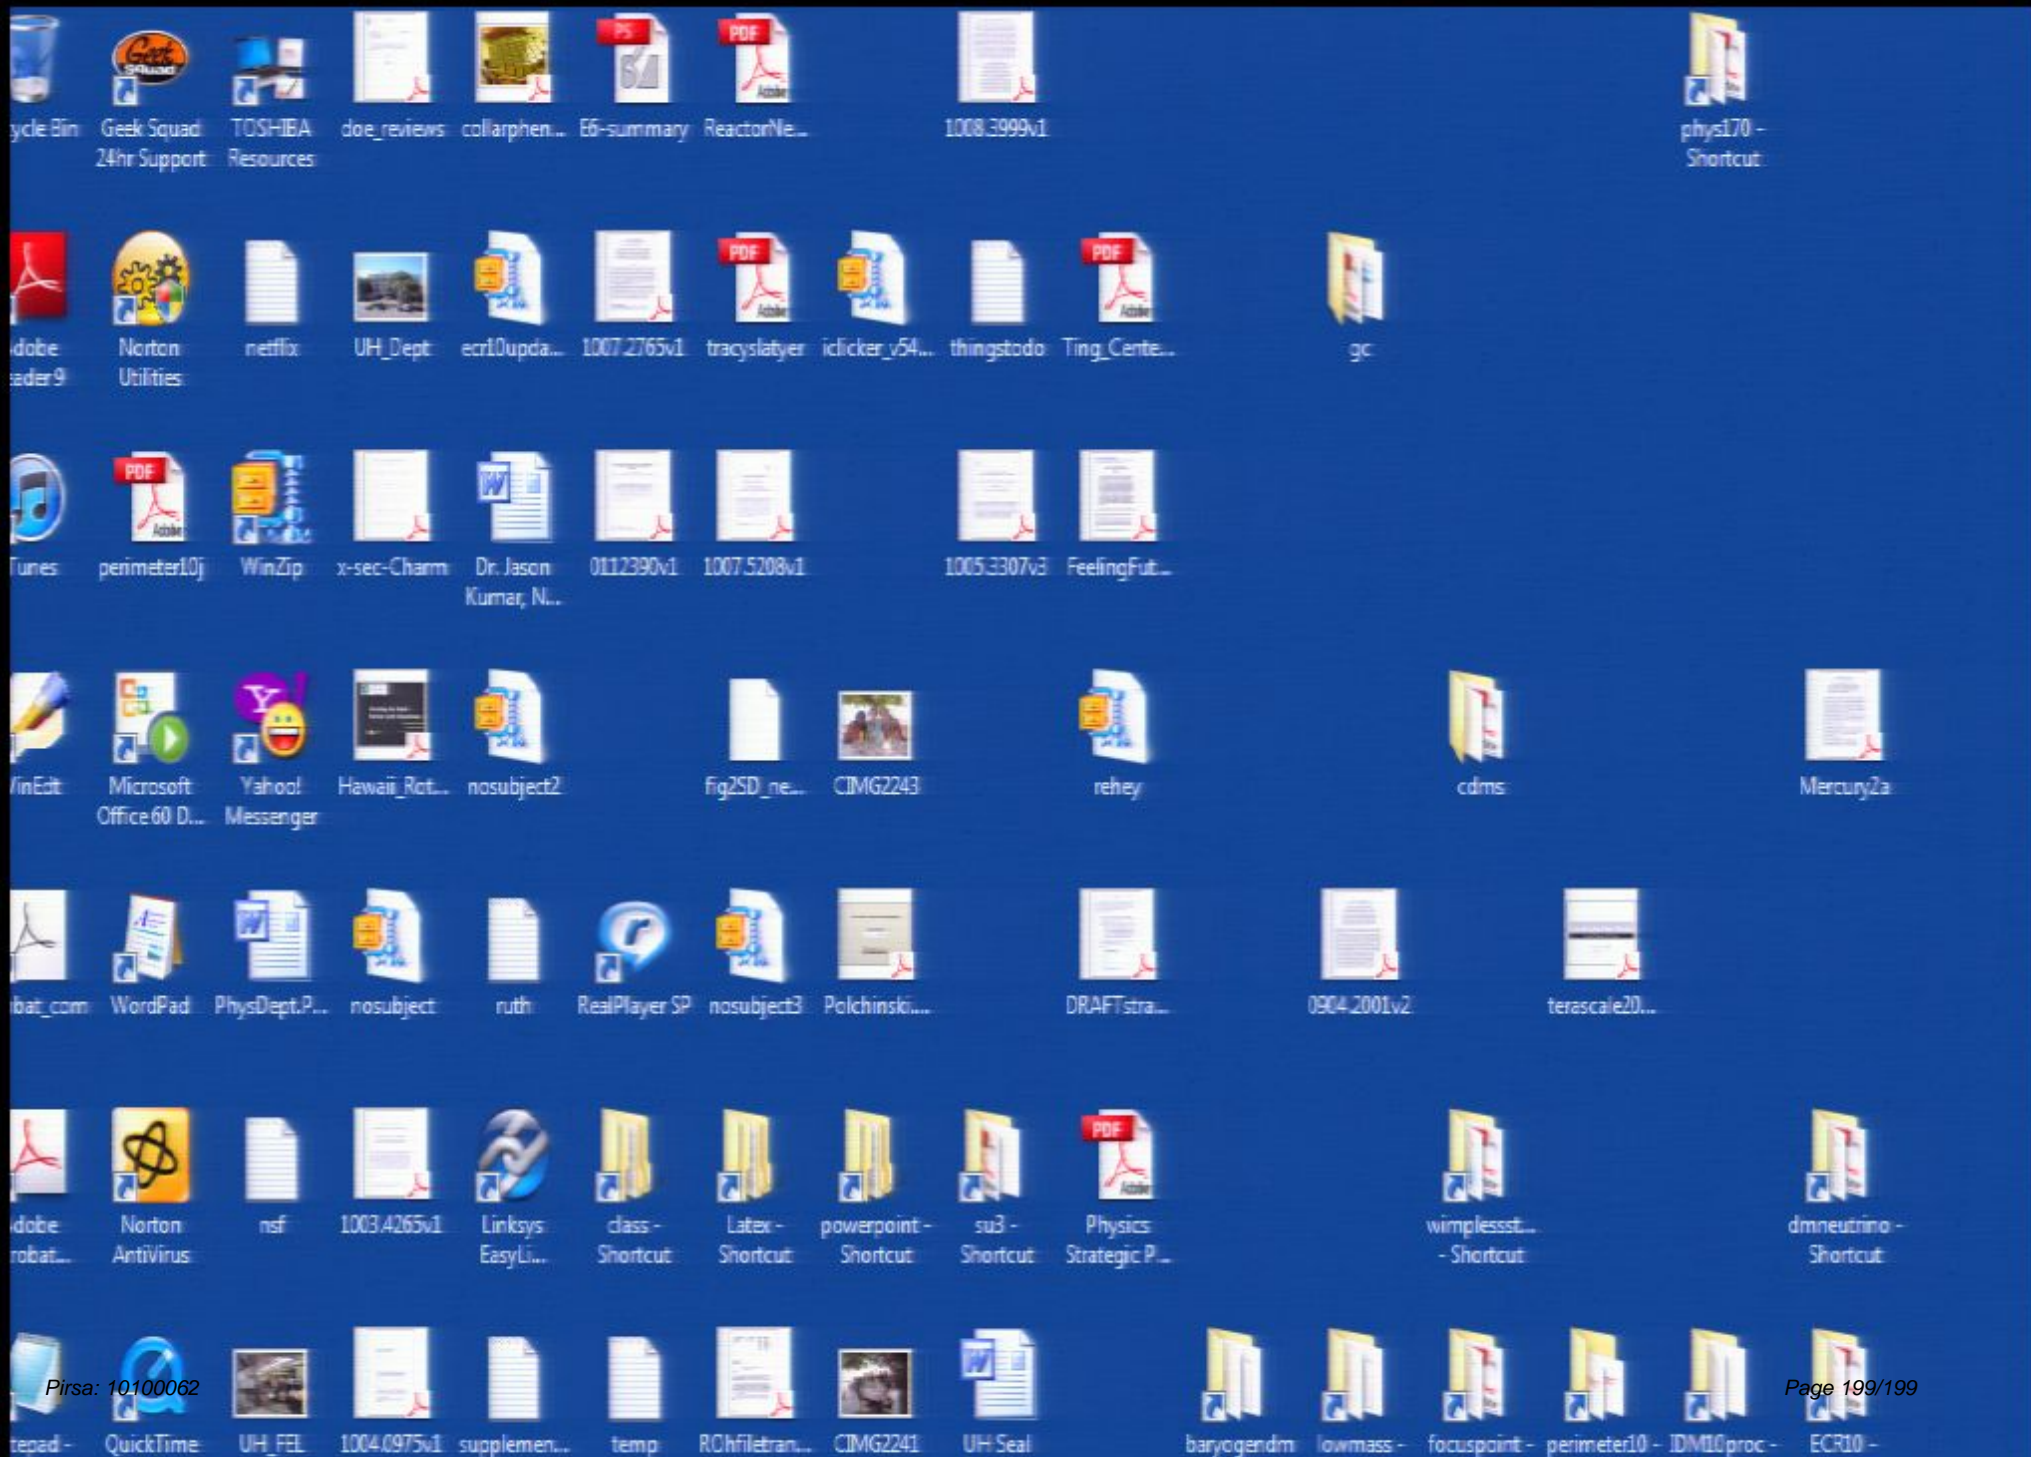 ycle Bin
Geek Squad
24hr Support
TOSHIBA
Resources
doe_reviews
collarphen...
E6-summary
ReactorNe...
1008.3999v1
phys170 -
Shortcut
dobe
ader 9
Norton
Utilities
netflix
UH_Dept
ecr10upda...
1007.2765v1
tracyslatyer
iclicker_v54...
thingstodo
Ting_Cente...
gc
Tunes
perimeter10j
WinZip
x-sec-Charm
Dr. Jason
Kumar, N...
0112390v1
1007.5208v1
1005.3307v3
FeelingFut...
VinEdt
Microsoft
Office 60 D...
Yahoo!
Messenger
Hawaii_Rot...
nosubject2
fig2SD_ne...
CIMG2243
rehey
cdms
Mercury2a
bat_com
WordPad
PhysDept.P...
nosubject
ruth
RealPlayer SP
nosubject3
Polchinski....
DRAFTstra...
0904.2001v2
terascale20...
dobe
robat...
Norton
AntiVirus
nsf
1003.4265v1
Linksys
EasyLi...
class -
Shortcut
Latex -
Shortcut
powerpoint -
Shortcut
su3 -
Shortcut
Physics
Strategic P...
wimplessst...
- Shortcut
dmneutrino -
Shortcut
Pirsa: 10100062
Page 199/199
tepad -
QuickTime
UH_FEL
1004.0975v1
supplemen...
temp
ROhfiletran...
CIMG2241
UH Seal
baryogendm
lowmass -
focuspoint -
perimeter10 -
IDM10proc -
ECR10 -